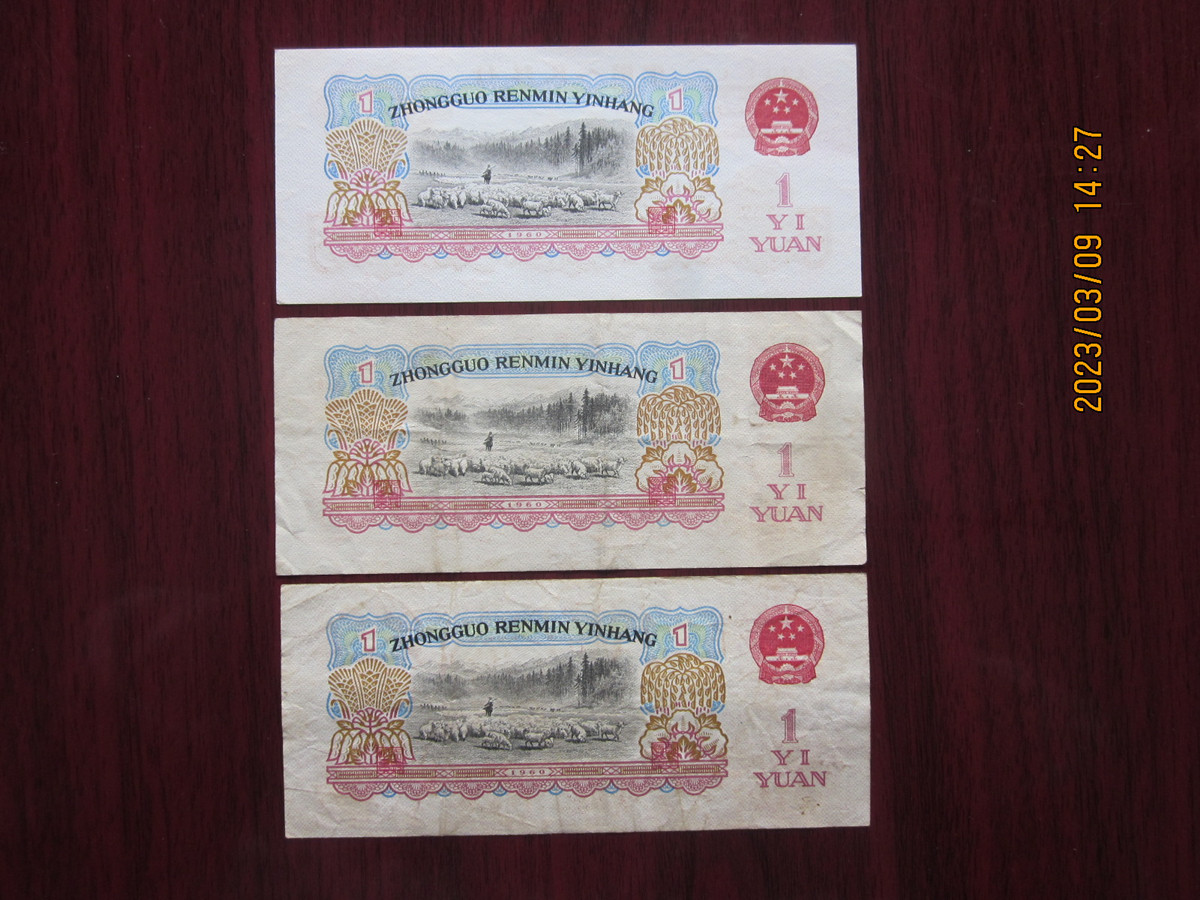 1 ZHONGGUO RENMIN YINHANG 1
1960
1
YI
YUAN
1 ZHONGGUO RENMIN YINHANG 1
1960
1
YI
YUAN
1 ZHONGGUO RENMIN YINHANG 1
1960
1
YI
YUAN
2023/03/09 14:27